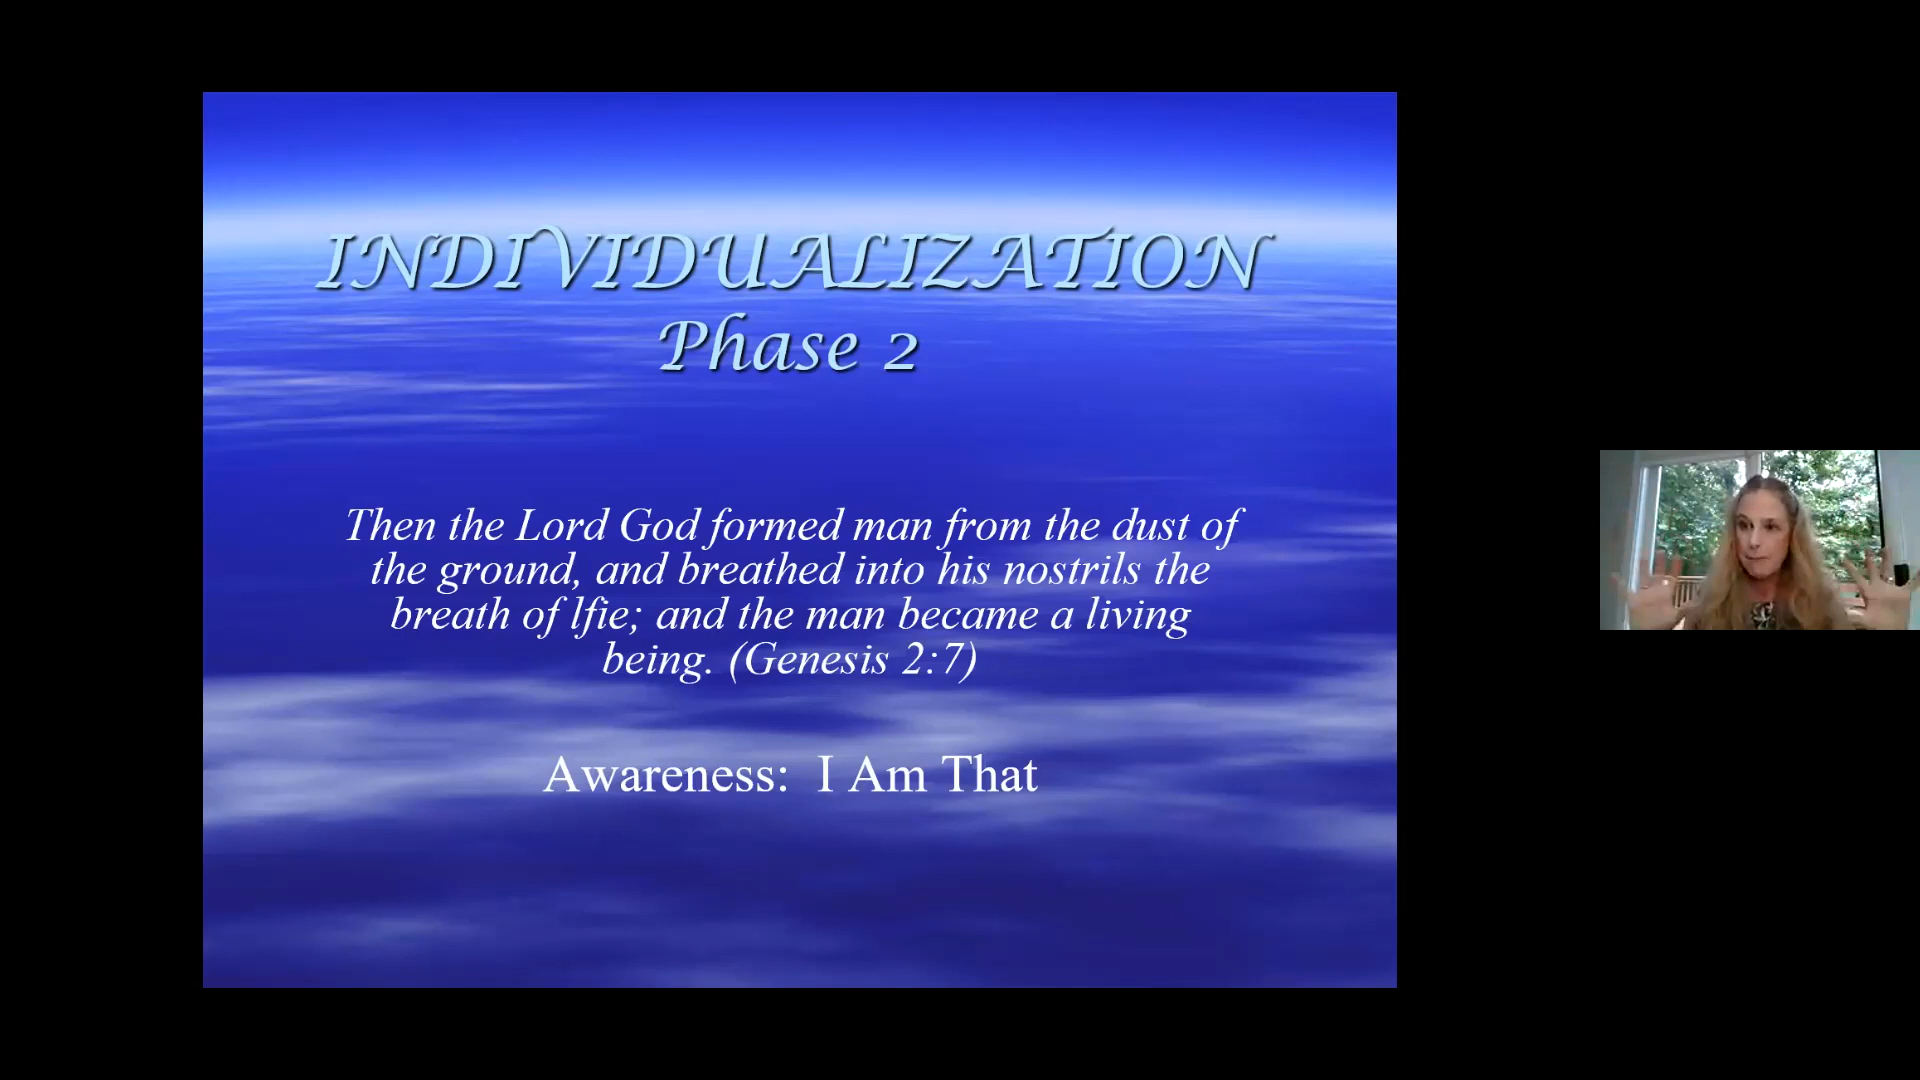 INDIVIDUALIZATION
Phase 2
Then the Lord God formed man from the dust of
the ground, and breathed into his nostrils the
breath of lfie; and the man became a living
being. (Genesis 2:7)
Awareness:  I Am That